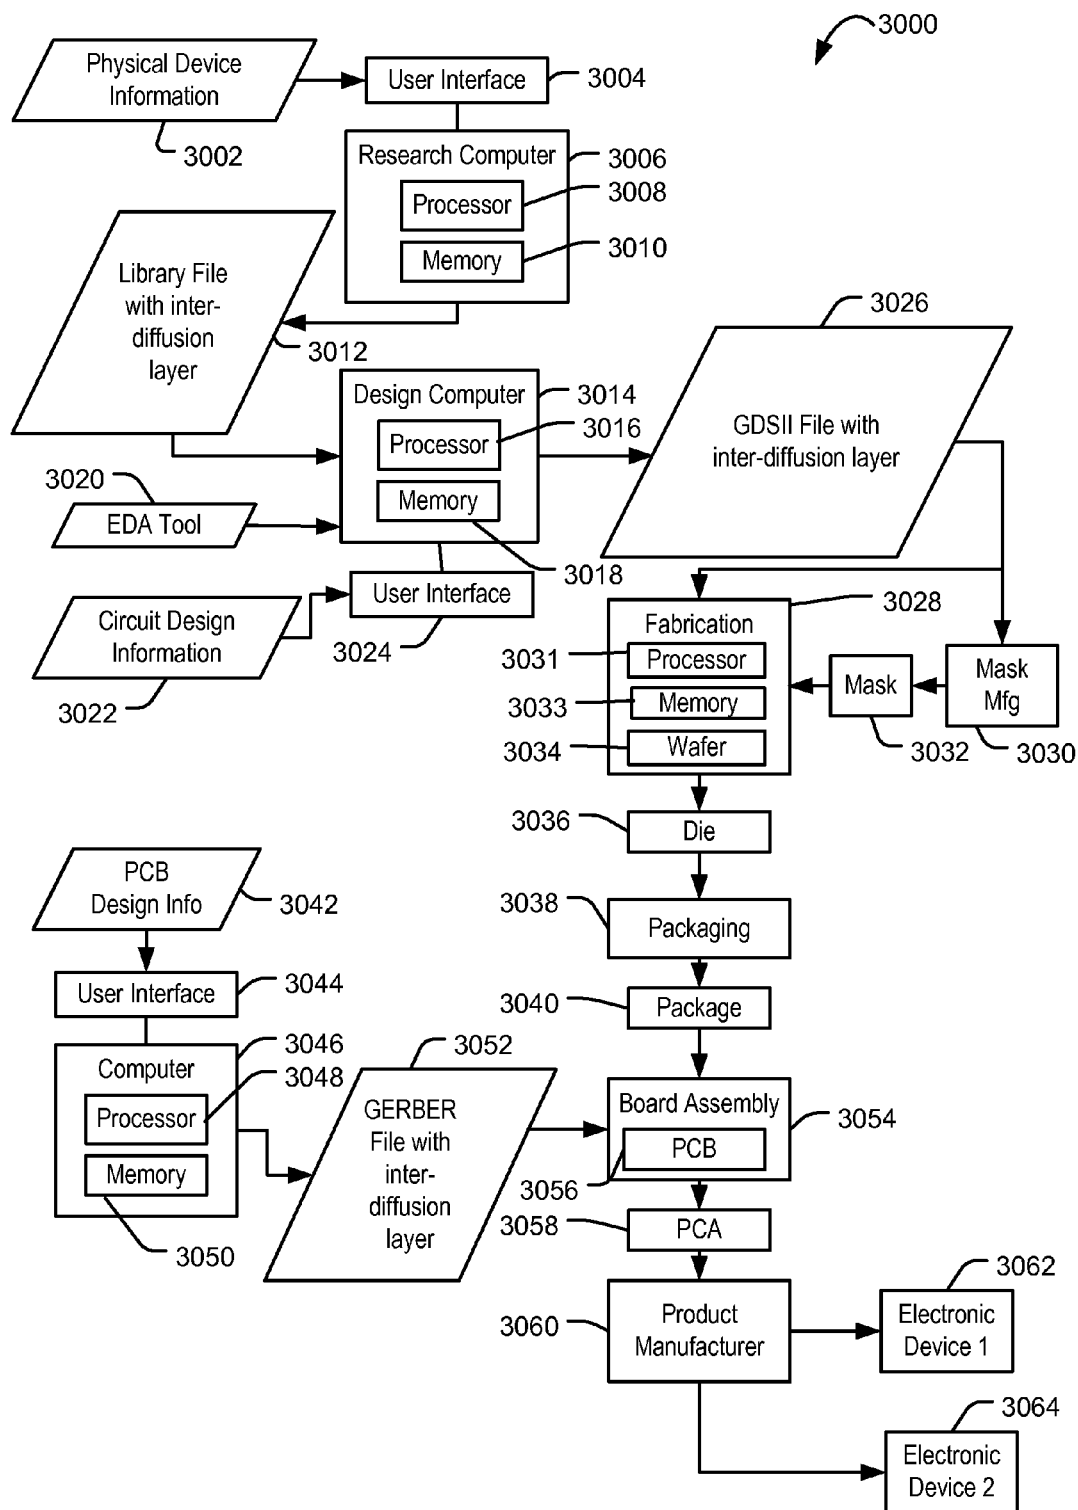 3000
Physical Device
Information
3002
User Interface
3004
Research Computer
3006
Processor
3008
Memory
3010
Library File
with inter-
diffusion
layer
3012
Design Computer
3014
Processor
3016
Memory
3018
3020
EDA Tool
User Interface
3024
Circuit Design
Information
3022
3026
GDSII File with
inter-diffusion layer
Fabrication
3028
3031
Processor
3033
Memory
3034
Wafer
Mask
3032
Mask
Mfg
3030
3036
Die
3038
Packaging
3040
Package
PCB
Design Info
3042
User Interface
3044
Computer
3046
Processor
3048
Memory
3050
3052
GERBER
File with
inter-
diffusion
layer
Board Assembly
3054
PCB
3056
3058
PCA
3060
Product
Manufacturer
3062
Electronic
Device 1
3064
Electronic
Device 2